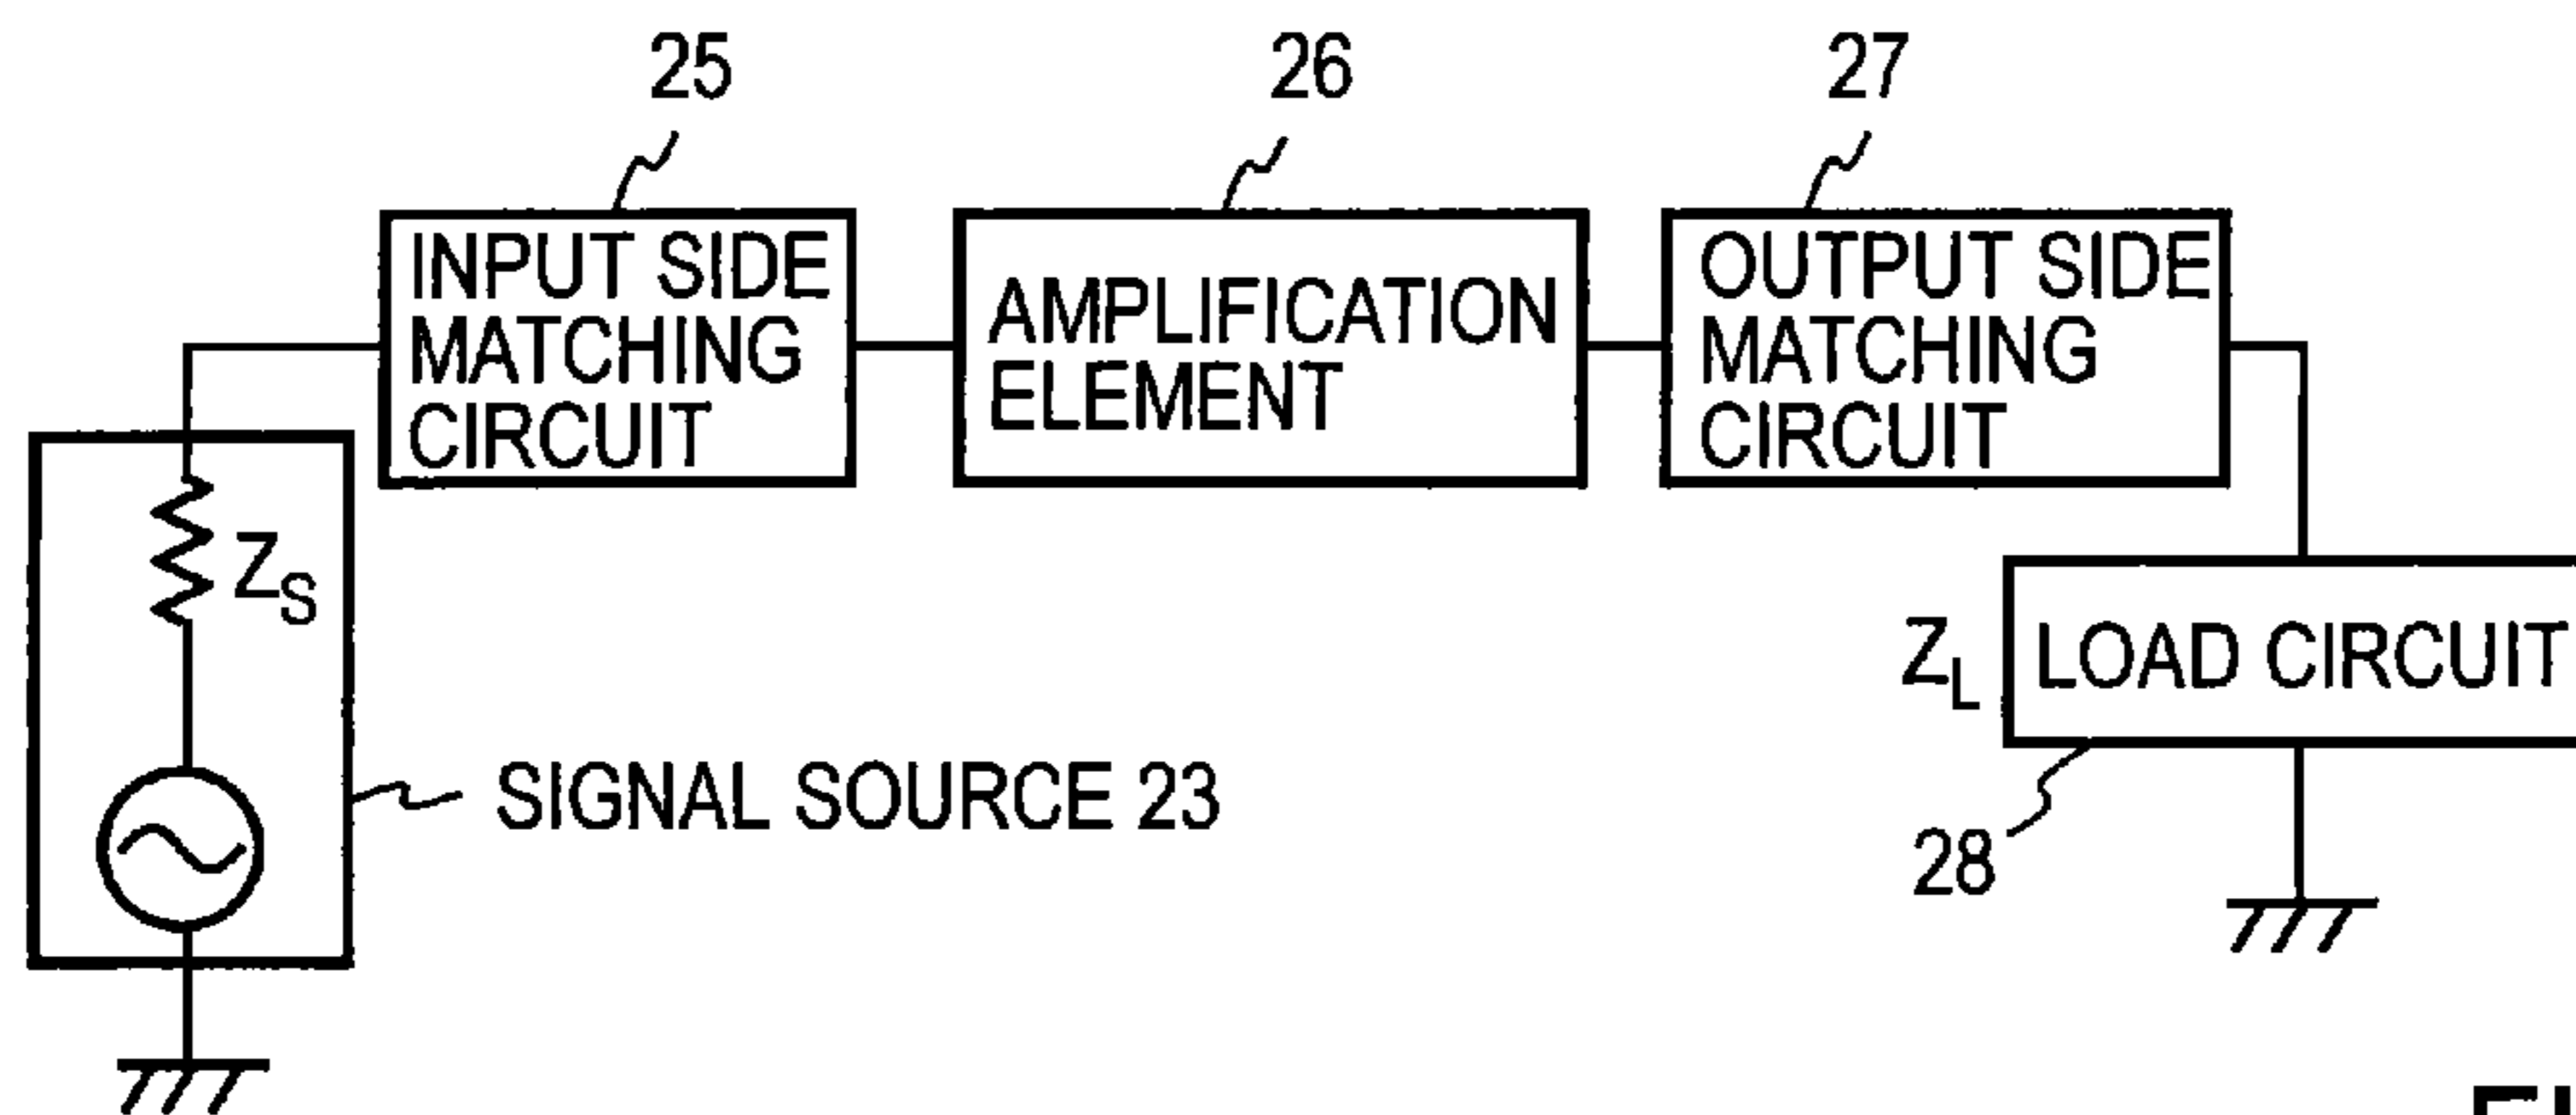 25
26
27
INPUT SIDE
MATCHING
CIRCUIT
AMPLIFICATION
ELEMENT
OUTPUT SIDE
MATCHING
CIRCUIT
ZS
SIGNAL SOURCE 23
ZL
LOAD CIRCUIT
28